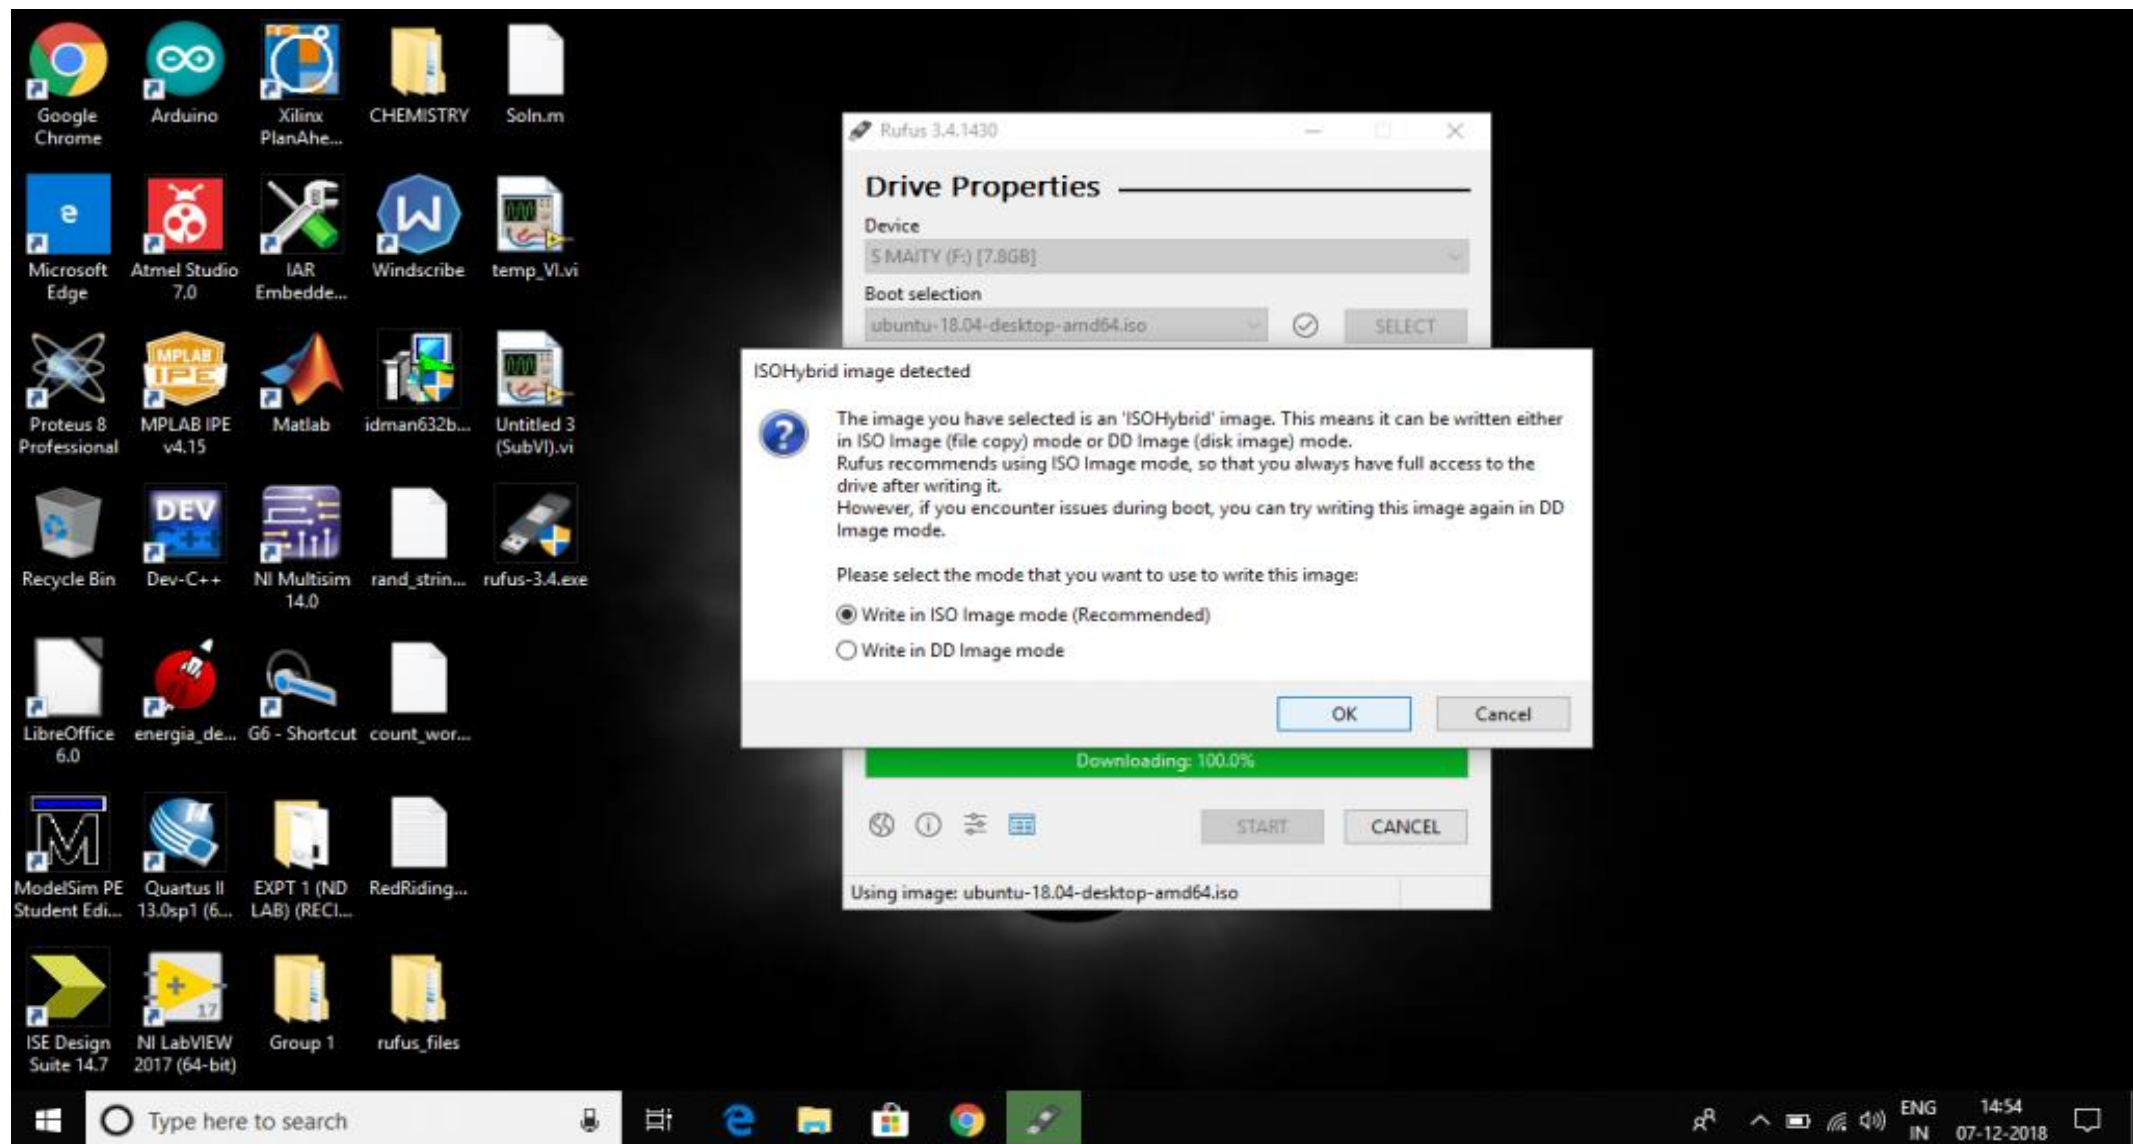 Google
Chrome
Arduino
Xilinx
PlanAhe...
CHEMISTRY
Soln.m
Microsoft
Edge
Atmel Studio
7.0
IAR
Embedde...
Windscribe
temp_VI.vi
Proteus 8
Professional
MPLAB
IPE
MPLAB IPE
v4.15
Matlab
idman632b...
Untitled 3
(SubVI).vi
Recycle Bin
DEV
C++
Dev-C++
NI Multisim
14.0
rand_strin...
rufus-3.4.exe
LibreOffice
6.0
energia_de...
G6 - Shortcut
count_wor...
ModelSim PE
Student Edi...
Quartus II
13.0sp1 (6...
EXPT 1 (ND
LAB) (RECI...
RedRiding...
ISE Design
Suite 14.7
17
NI LabVIEW
2017 (64-bit)
Group 1
rufus_files
Rufus 3.4.1430
Drive Properties
Device
S MAITY (F:) [7.8GB]
Boot selection
ubuntu-18.04-desktop-amd64.iso
SELECT
ISOHybrid image detected
The image you have selected is an 'ISOHybrid' image. This means it can be written either
in ISO Image (file copy) mode or DD Image (disk image) mode.
Rufus recommends using ISO Image mode, so that you always have full access to the
drive after writing it.
However, if you encounter issues during boot, you can try writing this image again in DD
Image mode.
Please select the mode that you want to use to write this image:
Write in ISO Image mode (Recommended)
Write in DD Image mode
OK
Cancel
Downloading: 100.0%
START
CANCEL
Using image: ubuntu-18.04-desktop-amd64.iso
Type here to search
ENG
IN
14:54
07-12-2018